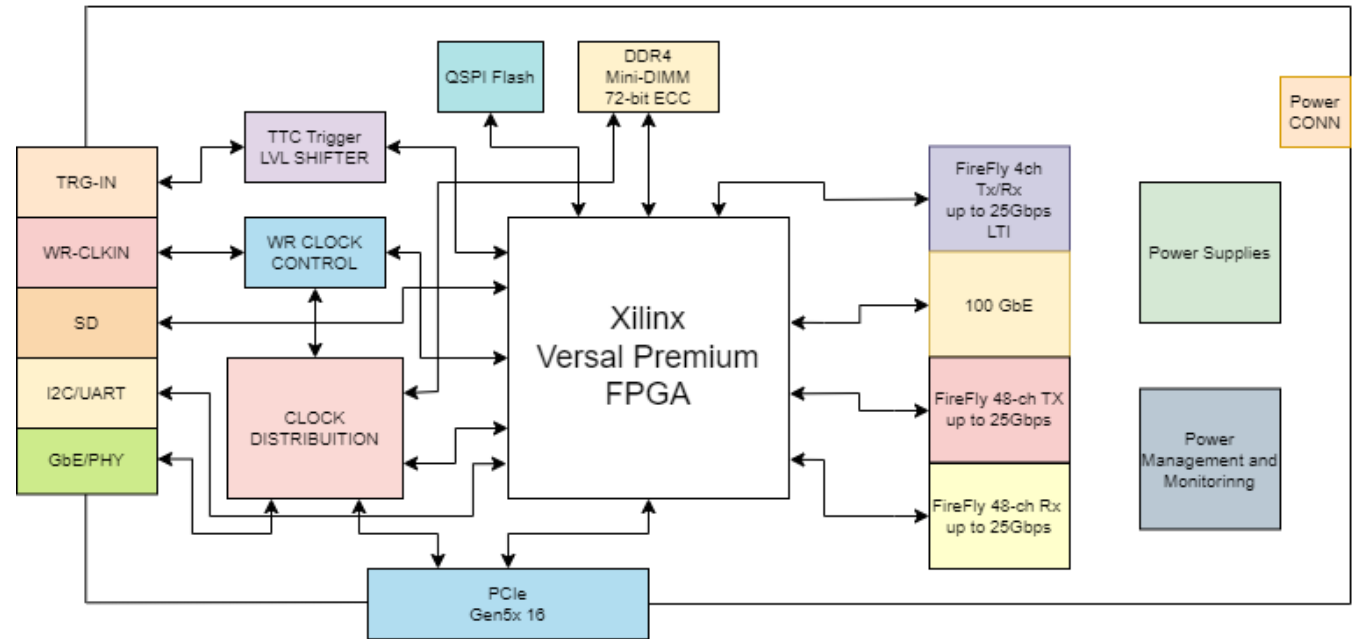 QSPI Flash
DDR4
Mini-DIMM
72-bit ECC
Power
CONN
TTC Trigger
LVL SHIFTER
TRG-IN
WR-CLKIN
SD
I2C/UART
GbE/PHY
WR CLOCK
CONTROL
CLOCK
DISTRIBUITION
Xilinx
Versal Premium
FPGA
FireFly 4ch
Tx/Rx
up to 25Gbps
LTI
100 GbE
FireFly 48-ch TX
up to 25Gbps
FireFly 48-ch Rx
up to 25Gbps
Power Supplies
Power
Management and
Monitorinng
PCIe
Gen5x 16